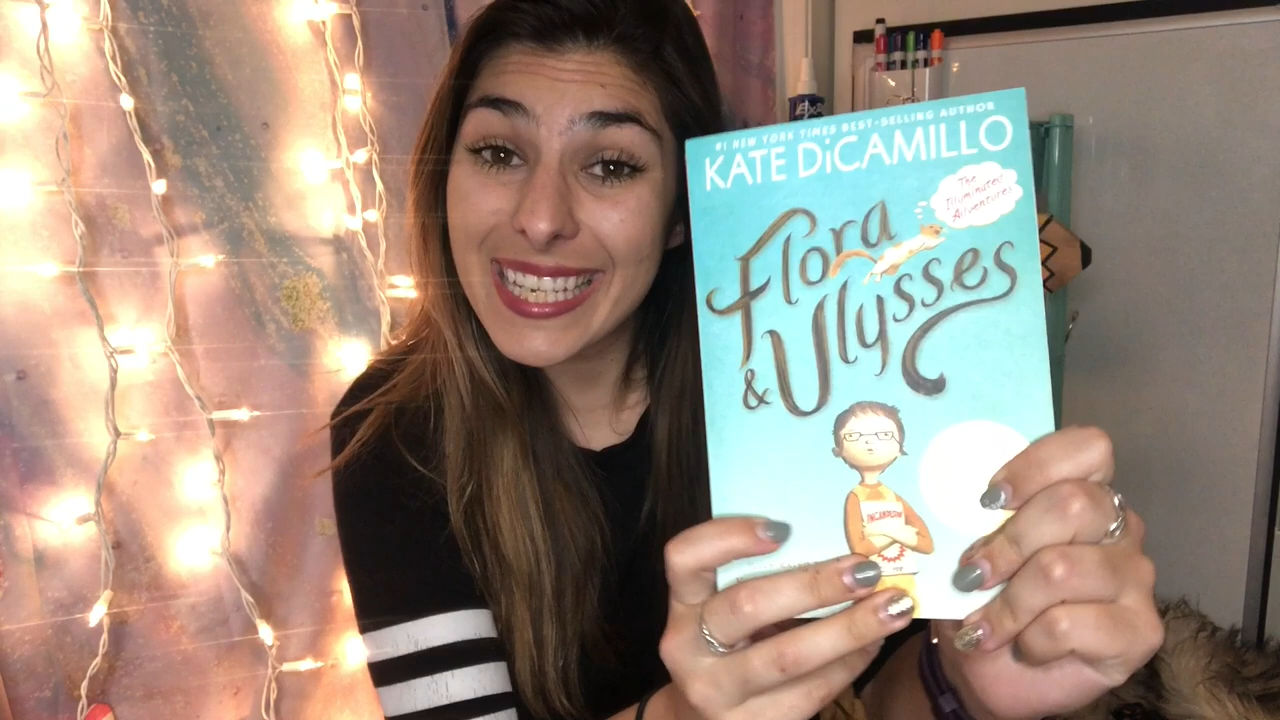 #1 NEW YORK TIMES BEST-SELLING AUTHOR
KATE DiCAMILLO
The
Illuminated
Adventures
Flora
& Ulysses
INCANDESTO!